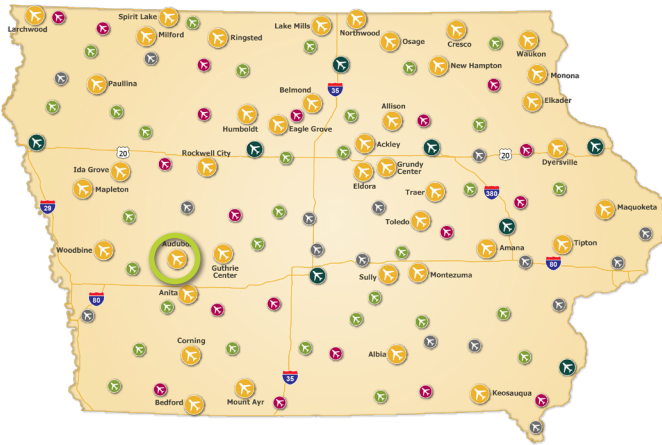 Spirit Lake
Larchwood
Milford
Ringsted
Lake Mills
Northwood
Osage
Cresco
Waukon
New Hampton
Monona
Paullina
35
Belmond
Elkader
Allison
Humboldt
Eagle Grove
Ackley
20
20
Rockwell City
Dyersville
Ida Grove
Grundy
Center
Mapleton
Eldora
Traer
380
29
Maquoketa
Toledo
Audubo
Woodbine
Guthrie
Center
Amana
Tipton
80
Sully
Montezuma
Anita
80
Corning
Albia
35
Bedford
Mount Ayr
Keosauqua